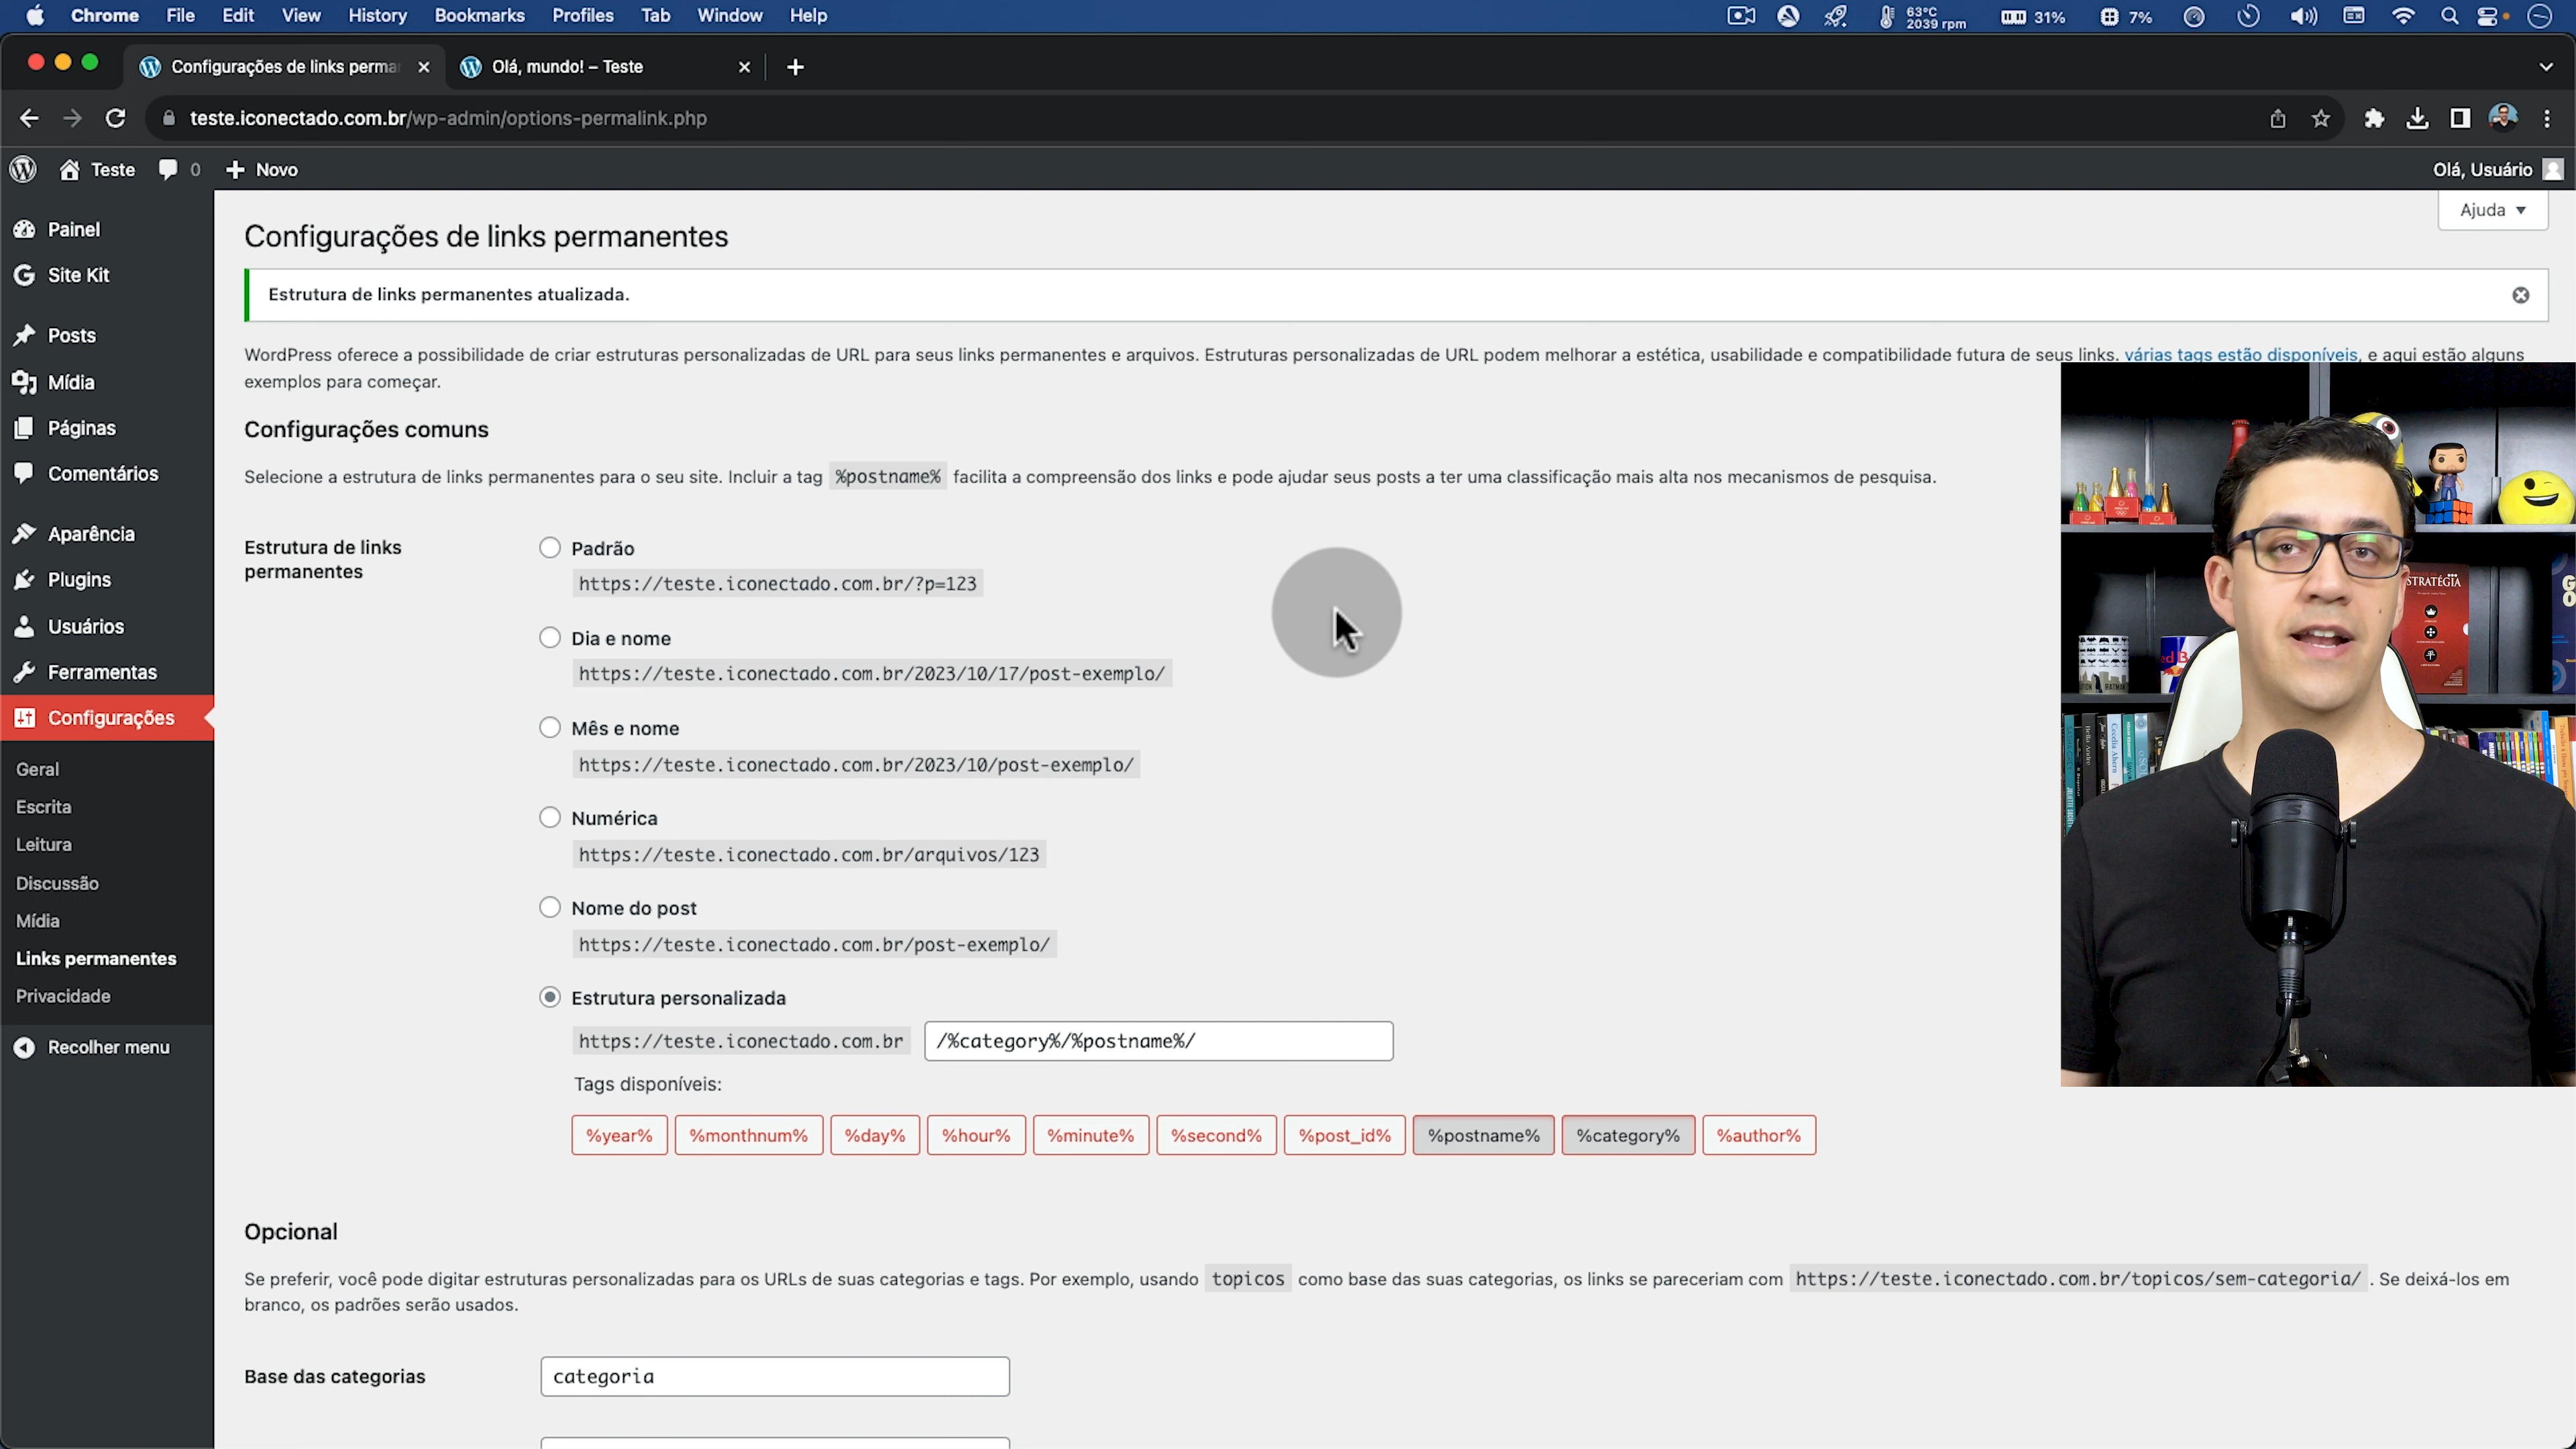 Chrome File Edit View History Bookmarks Profiles Tab Window Help
63°C
2039 rpm
31%
7%
Configurações de links perma
Olá, mundo! – Teste
teste.iconectado.com.br/wp-admin/options-permalink.php
Teste 0 Novo
Olá, Usuário
Painel
Site Kit
Posts
Mídia
Páginas
Comentários
Aparência
Plugins
Usuários
Ferramentas
Configurações
Geral
Escrita
Leitura
Discussão
Mídia
Links permanentes
Privacidade
Recolher menu
Ajuda
Configurações de links permanentes
Estrutura de links permanentes atualizada.
WordPress oferece a possibilidade de criar estruturas personalizadas de URL para seus links permanentes e arquivos. Estruturas personalizadas de URL podem melhorar a estética, usabilidade e compatibilidade futura de seus links. várias tags estão disponíveis, e aqui estão alguns
exemplos para começar.
Configurações comuns
Selecione a estrutura de links permanentes para o seu site. Incluir a tag %postname% facilita a compreensão dos links e pode ajudar seus posts a ter uma classificação mais alta nos mecanismos de pesquisa.
Estrutura de links
permanentes
Padrão
https://teste.iconectado.com.br/?p=123
Dia e nome
https://teste.iconectado.com.br/2023/10/17/post-exemplo/
Mês e nome
https://teste.iconectado.com.br/2023/10/post-exemplo/
Numérica
https://teste.iconectado.com.br/arquivos/123
Nome do post
https://teste.iconectado.com.br/post-exemplo/
Estrutura personalizada
https://teste.iconectado.com.br /%category%/%postname%/
Tags disponíveis:
%year% %monthnum% %day% %hour% %minute% %second% %post_id% %postname% %category% %author%
Opcional
Se preferir, você pode digitar estruturas personalizadas para os URLs de suas categorias e tags. Por exemplo, usando topicos como base das suas categorias, os links se pareceriam com https://teste.iconectado.com.br/topicos/sem-categoria/ . Se deixá-los em
branco, os padrões serão usados.
Base das categorias
categoria
STRATÉGIA